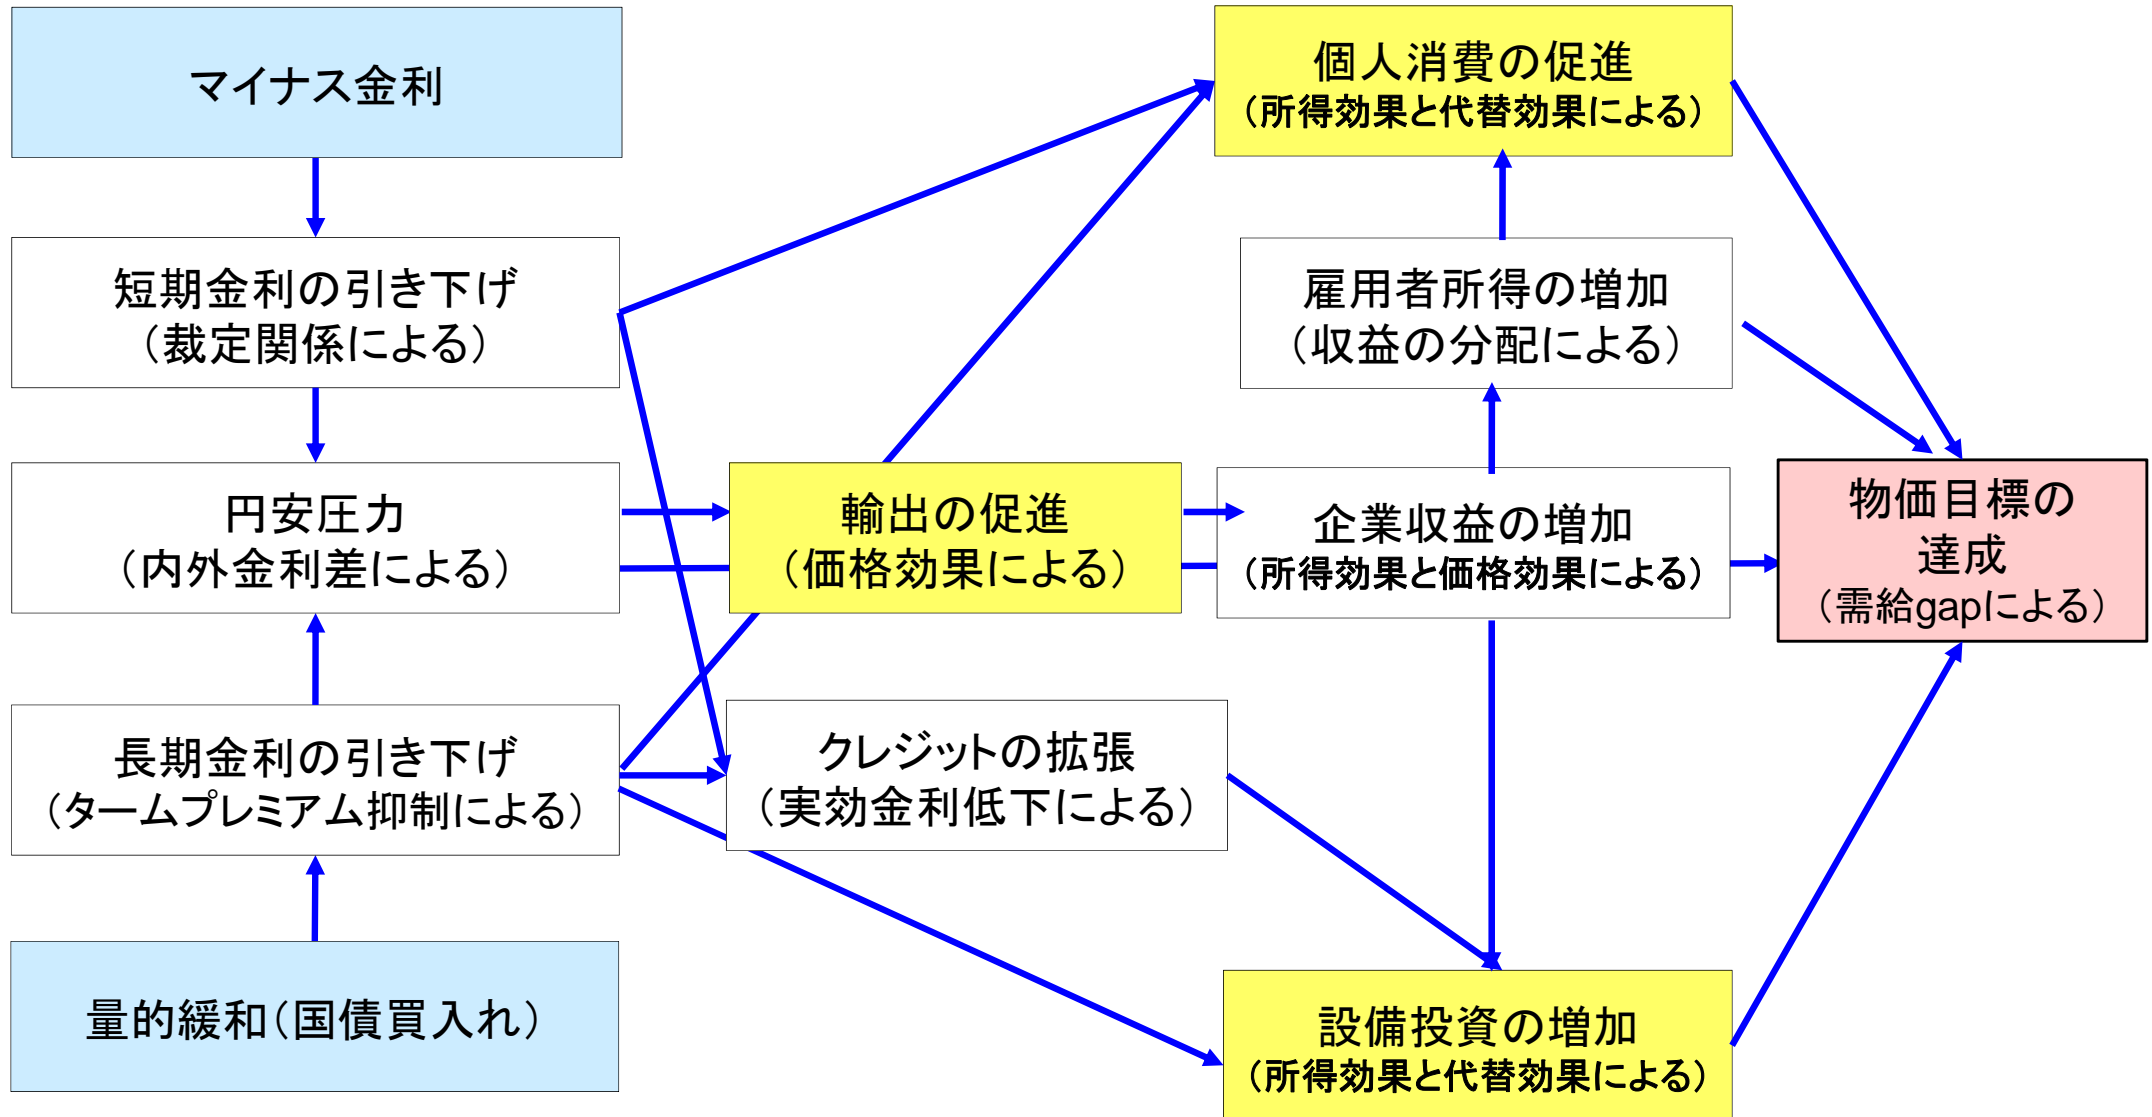 マイナス金利
短期金利の引き下げ
（裁定関係による）
円安圧力
（内外金利差による）
長期金利の引き下げ
（タームプレミアム抑制による）
量的緩和（国債買入れ）
輸出の促進
（価格効果による）
クレジットの拡張
（実効金利低下による）
個人消費の促進
（所得効果と代替効果による）
雇用者所得の増加
（収益の分配による）
企業収益の増加
（所得効果と価格効果による）
設備投資の増加
（所得効果と代替効果による）
物価目標の
達成
（需給gapによる）